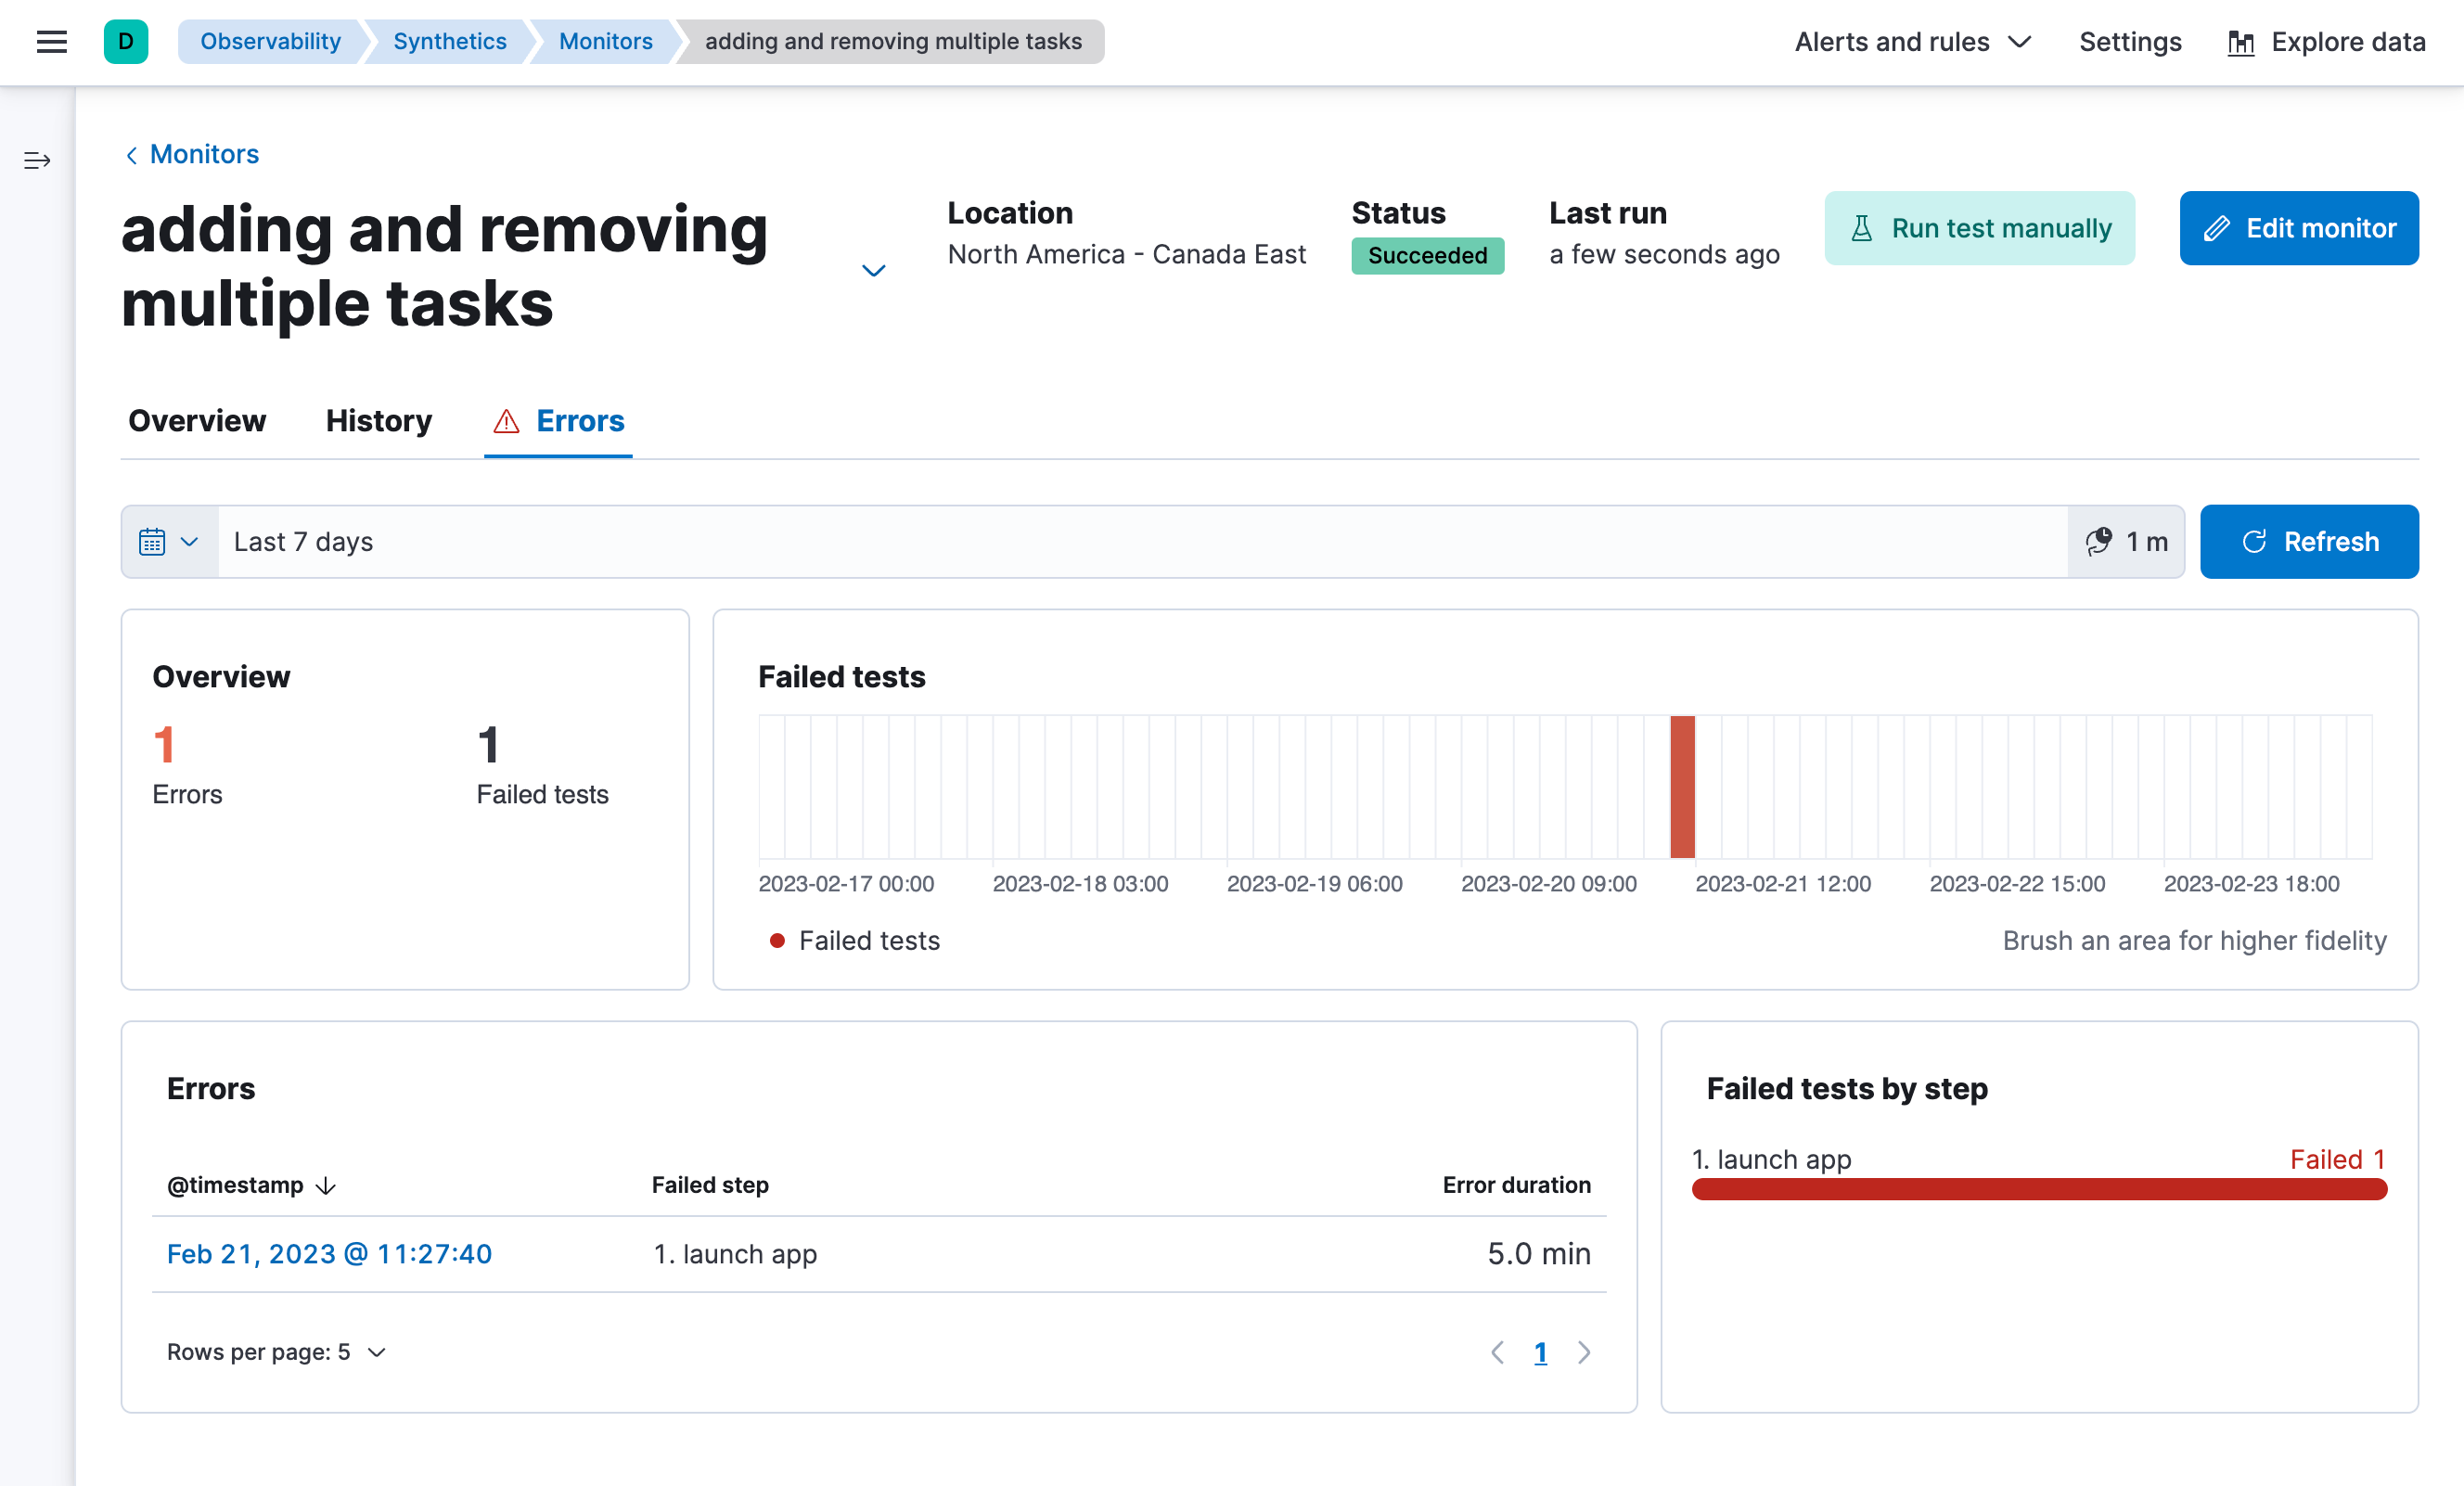 D
Observability
Synthetics
Monitors
adding and removing multiple tasks
Alerts and rules
Settings
Explore data
Monitors
adding and removing
multiple tasks
Location
North America - Canada East
Status
Succeeded
Last run
a few seconds ago
Run test manually
Edit monitor
Overview
History
Errors
Last 7 days
1 m
Refresh
Overview
1
Errors
1
Failed tests
Failed tests
2023-02-17 00:00
2023-02-18 03:00
2023-02-19 06:00
2023-02-20 09:00
2023-02-21 12:00
2023-02-22 15:00
2023-02-23 18:00
Failed tests
Brush an area for higher fidelity
Errors
@timestamp
Failed step
Error duration
Feb 21, 2023 @ 11:27:40
1. launch app
5.0 min
Rows per page: 5
1
Failed tests by step
1. launch app
Failed 1